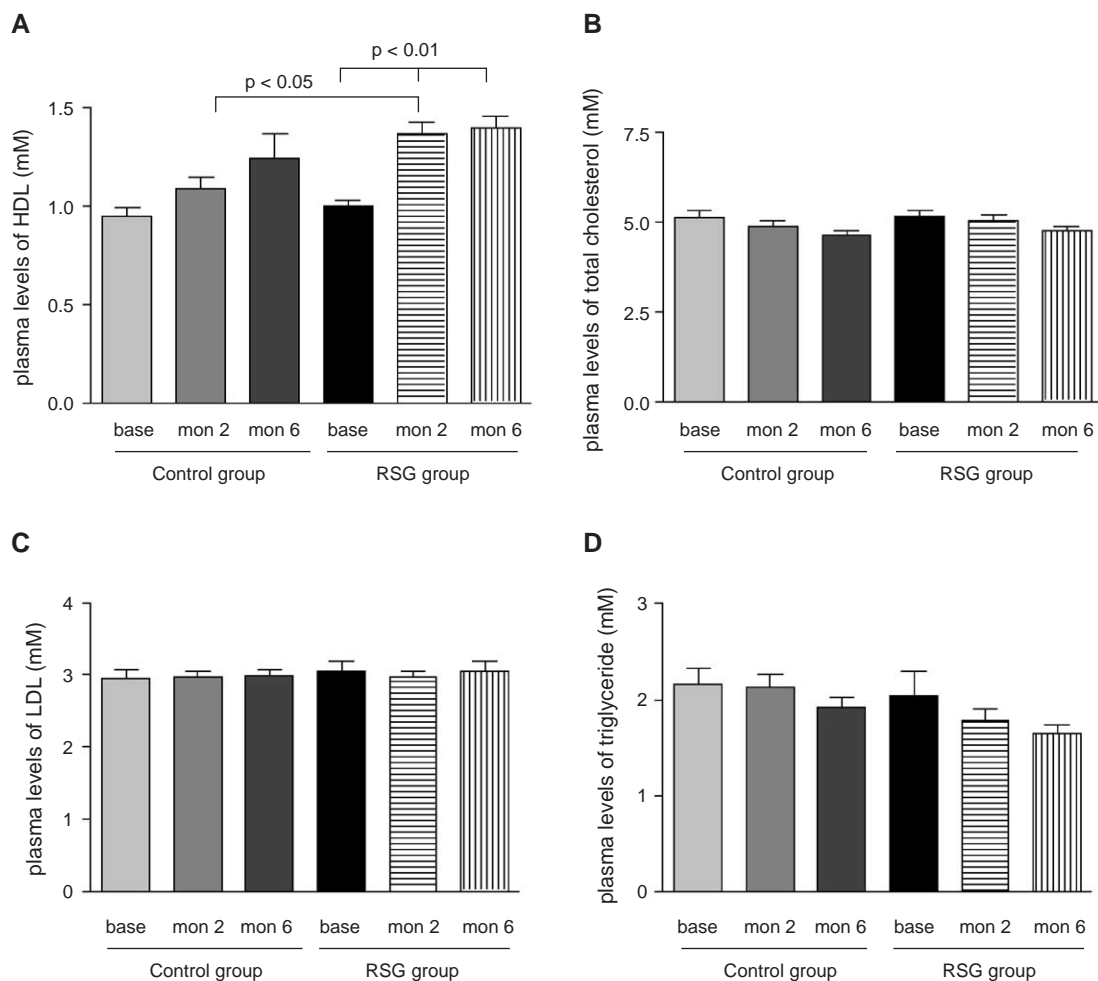 A
p < 0.01
p < 0.05
plasma levels of HDL (mM)
1.5
1.0
0.5
0.0
base mon 2 mon 6 base mon 2 mon 6
Control group RSG group
B
plasma levels of total cholesterol (mM)
7.5
5.0
2.5
0.0
base mon 2 mon 6 base mon 2 mon 6
Control group RSG group
C
plasma levels of LDL (mM)
4
3
2
1
0
base mon 2 mon 6 base mon 2 mon 6
Control group RSG group
D
plasma levels of triglyceride (mM)
3
2
1
0
base mon 2 mon 6 base mon 2 mon 6
Control group RSG group